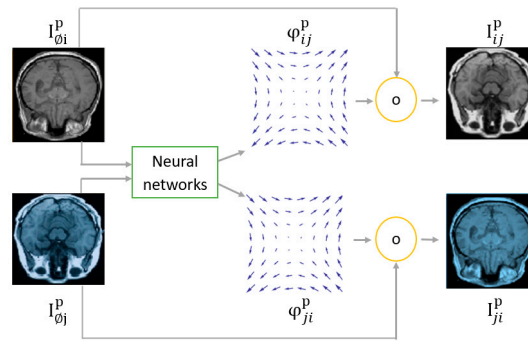 I^p_∅i
φ^p_ij
I^p_ij
o
Neural
networks
o
I^p_∅j
φ^p_ji
I^p_ji